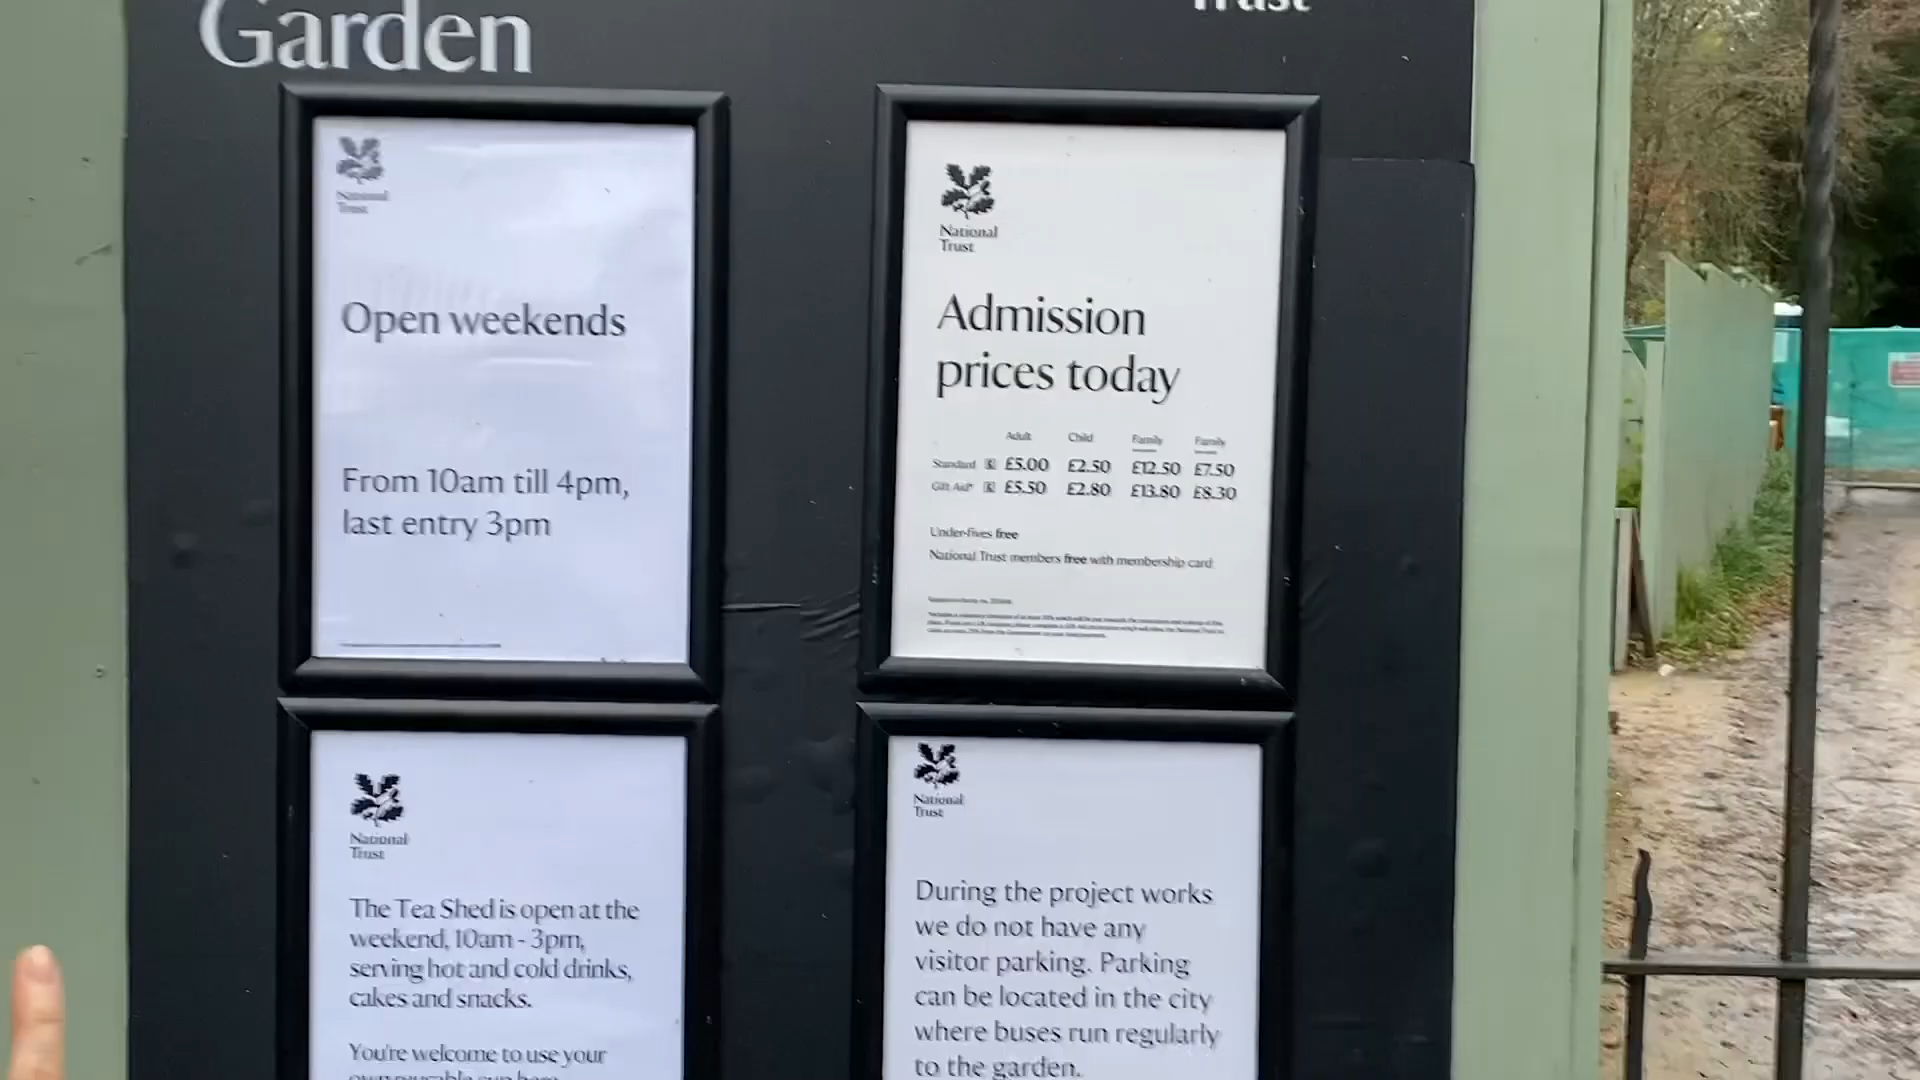 Garden
Trust
National
Trust
Open weekends
From 10am till 4pm,
last entry 3pm
National
Trust
Admission
prices today
Adult Child Family Family
Standard £ £5.00 £2.50 £12.50 £7.50
Gift Aid* £ £5.50 £2.80 £13.80 £8.30
Under-fives free
National Trust members free with membership card
National
Trust
The Tea Shed is open at the
weekend, 10am - 3pm,
serving hot and cold drinks,
cakes and snacks.
You're welcome to use your
own reusable cup here
National
Trust
During the project works
we do not have any
visitor parking. Parking
can be located in the city
where buses run regularly
to the garden.